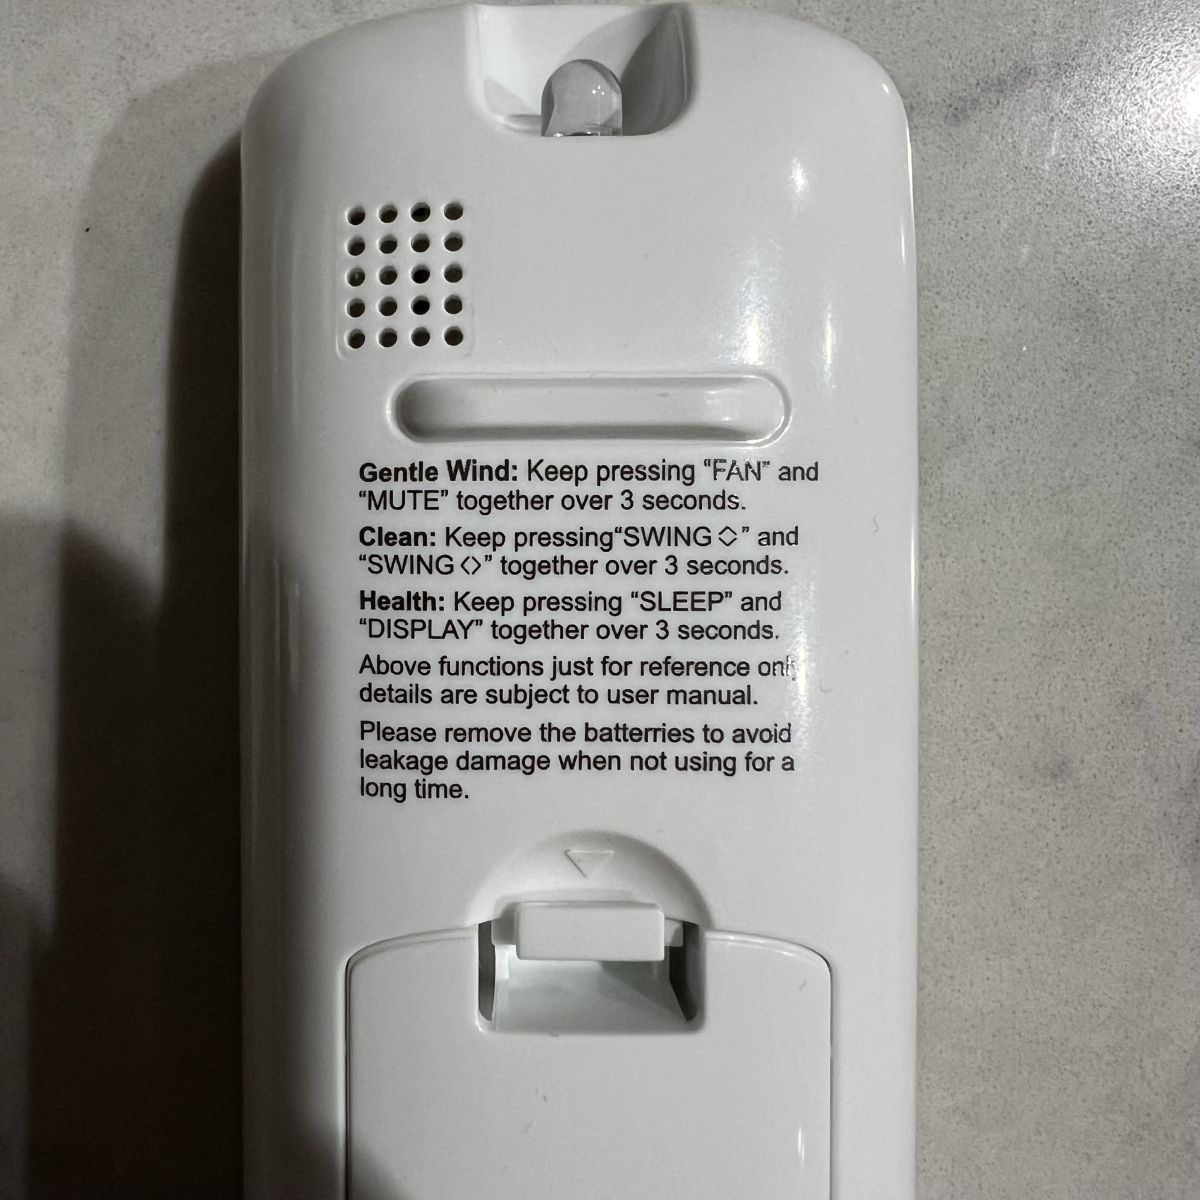 Gentle Wind: Keep pressing “FAN” and
“MUTE” together over 3 seconds.
Clean: Keep pressing“SWING ◇” and
“SWING <>” together over 3 seconds.
Health: Keep pressing “SLEEP” and
“DISPLAY” together over 3 seconds.
Above functions just for reference only
details are subject to user manual.
Please remove the batterries to avoid
leakage damage when not using for a
long time.